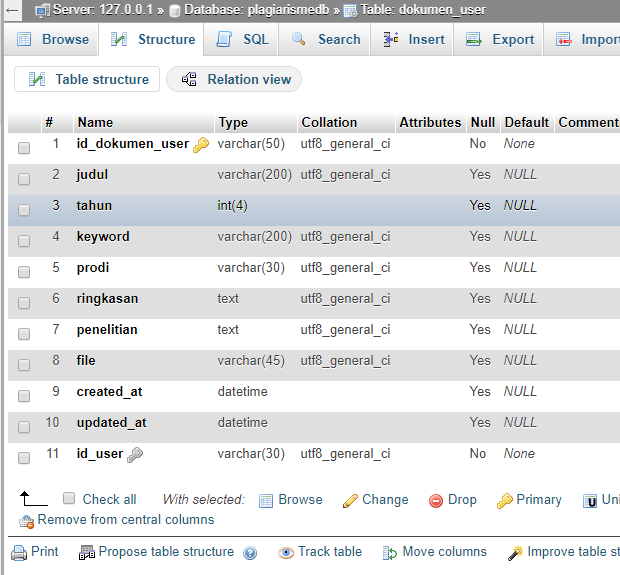 ← Server: 127.0.0.1 » Database: plagiarismedb » Table: dokumen_user
Browse Structure SQL Search Insert Export Import
Table structure Relation view
# Name Type Collation Attributes Null Default Comment
1 id_dokumen_user varchar(50) utf8_general_ci No None
2 judul varchar(200) utf8_general_ci Yes NULL
3 tahun int(4) Yes NULL
4 keyword varchar(200) utf8_general_ci Yes NULL
5 prodi varchar(30) utf8_general_ci Yes NULL
6 ringkasan text utf8_general_ci Yes NULL
7 penelitian text utf8_general_ci Yes NULL
8 file varchar(45) utf8_general_ci Yes NULL
9 created_at datetime Yes NULL
10 updated_at datetime Yes NULL
11 id_user varchar(30) utf8_general_ci No None
Check all With selected: Browse Change Drop Primary Uni
Remove from central columns
Print Propose table structure Track table Move columns Improve table st